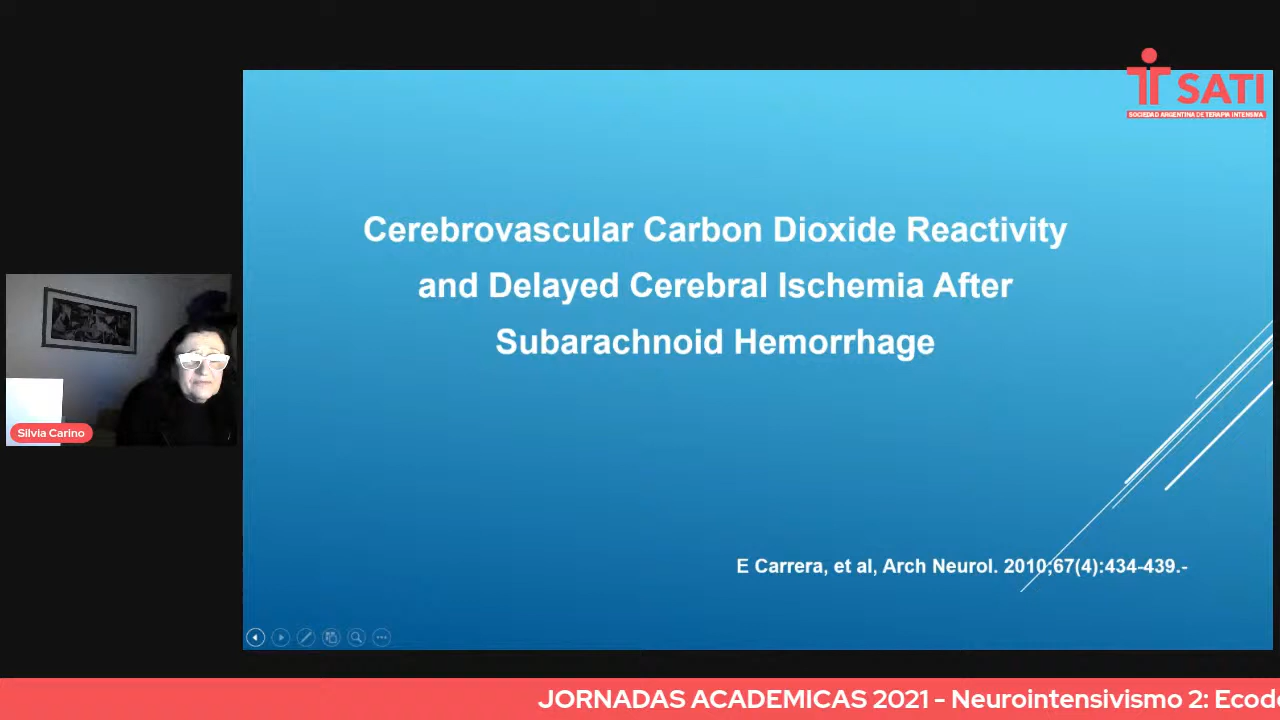 SATI
SOCIEDAD ARGENTINA DE TERAPIA INTENSIVA
Cerebrovascular Carbon Dioxide Reactivity
and Delayed Cerebral Ischemia After
Subarachnoid Hemorrhage
Silvia Carino
E Carrera, et al, Arch Neurol. 2010;67(4):434-439.-
JORNADAS ACADEMICAS 2021 - Neurointensivismo 2: Ecod